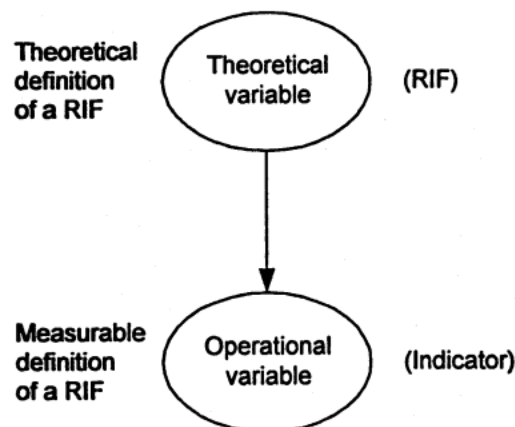 Theoretical
definition
of a RIF
Theoretical
variable
(RIF)
Measurable
definition
of a RIF
Operational
variable
(Indicator)